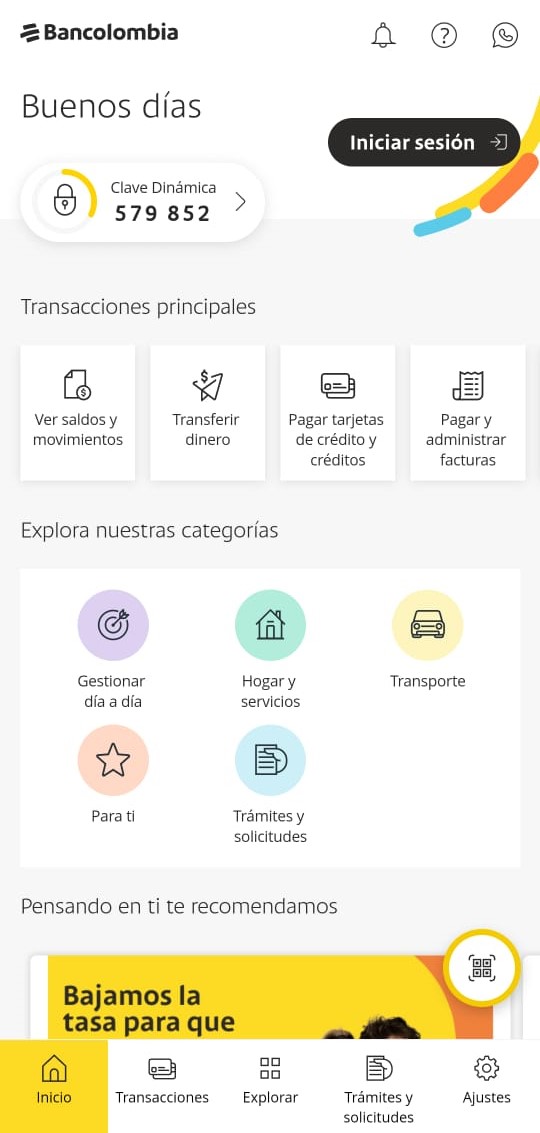 Bancolombia
Buenos días
Iniciar sesión
Clave Dinámica
579 852
Transacciones principales
Ver saldos y
movimientos
Transferir
dinero
Pagar tarjetas
de crédito y
créditos
Pagar y
administrar
facturas
Explora nuestras categorías
Gestionar
día a día
Hogar y
servicios
Transporte
Para ti
Trámites y
solicitudes
Pensando en ti te recomendamos
Bajamos la
tasa para que
Inicio
Transacciones
Explorar
Trámites y
solicitudes
Ajustes